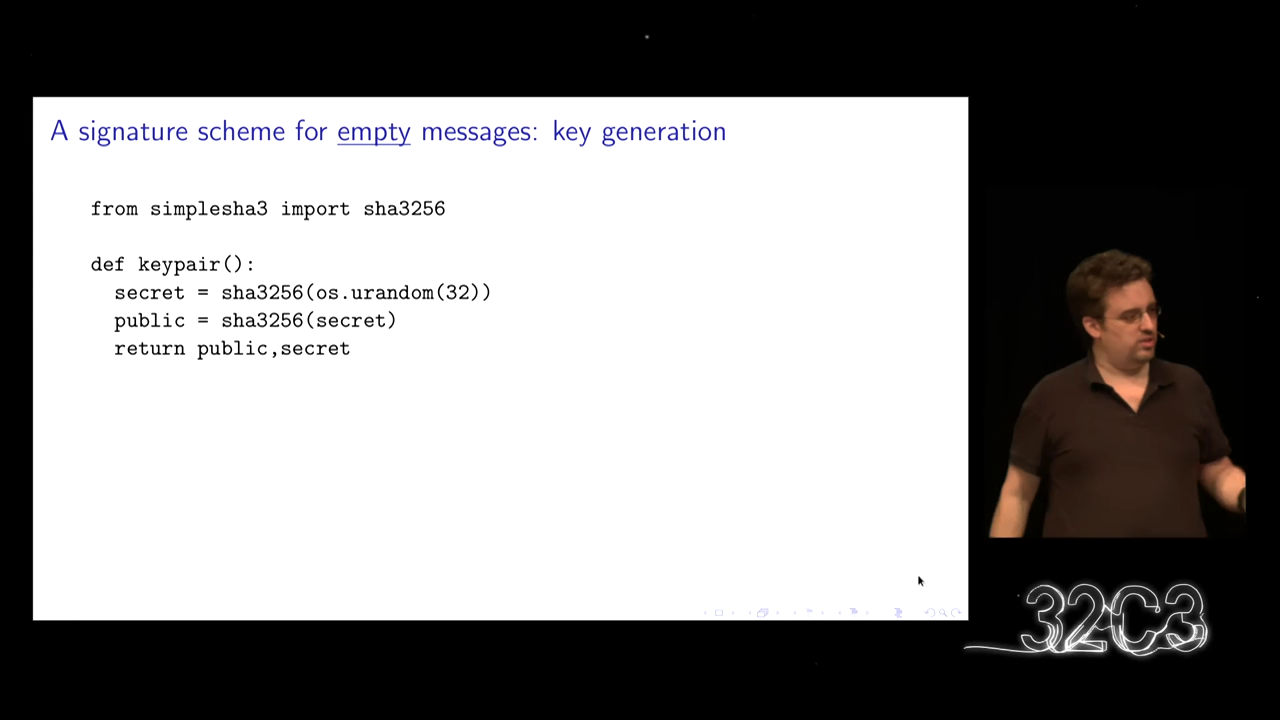 A signature scheme for empty messages: key generation
from simplesha3 import sha3256
def keypair():
secret = sha3256(os.urandom(32))
public = sha3256(secret)
return public,secret
32C3